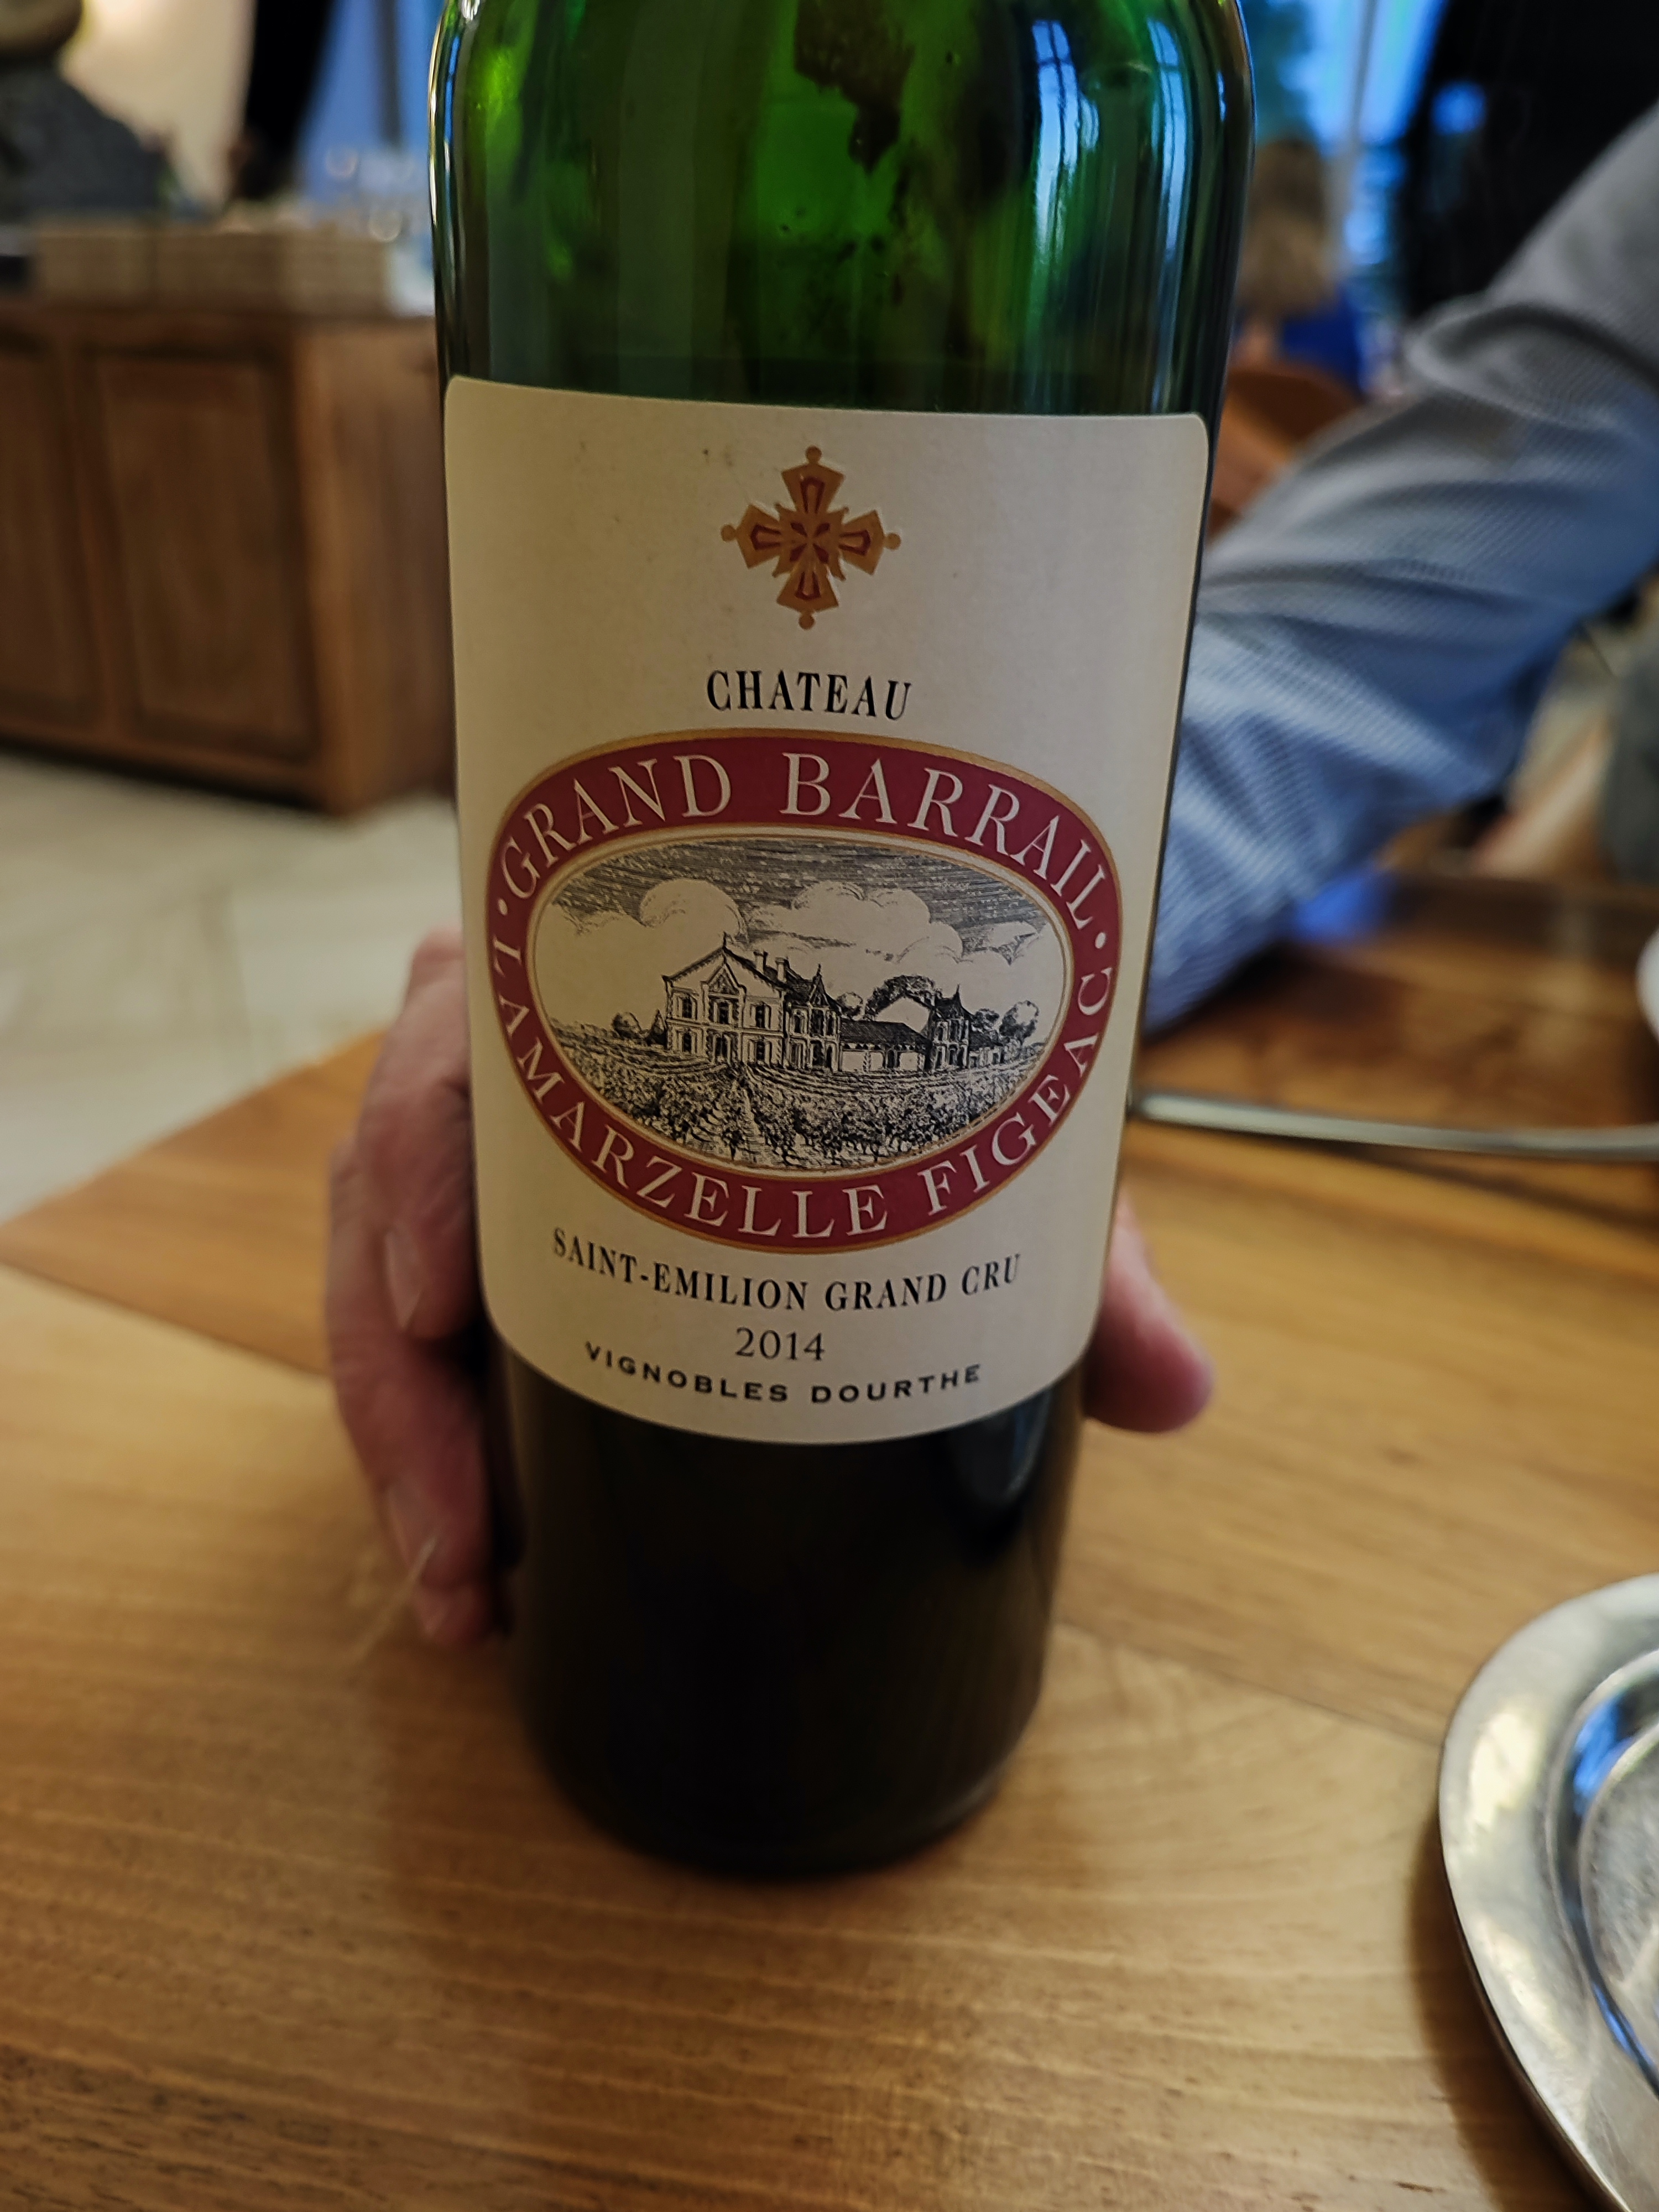 CHATEAU
GRAND BARRAIL
LAMARZELLE FIGEAC
SAINT-EMILION GRAND CRU
2014
VIGNOBLES DOURTHE